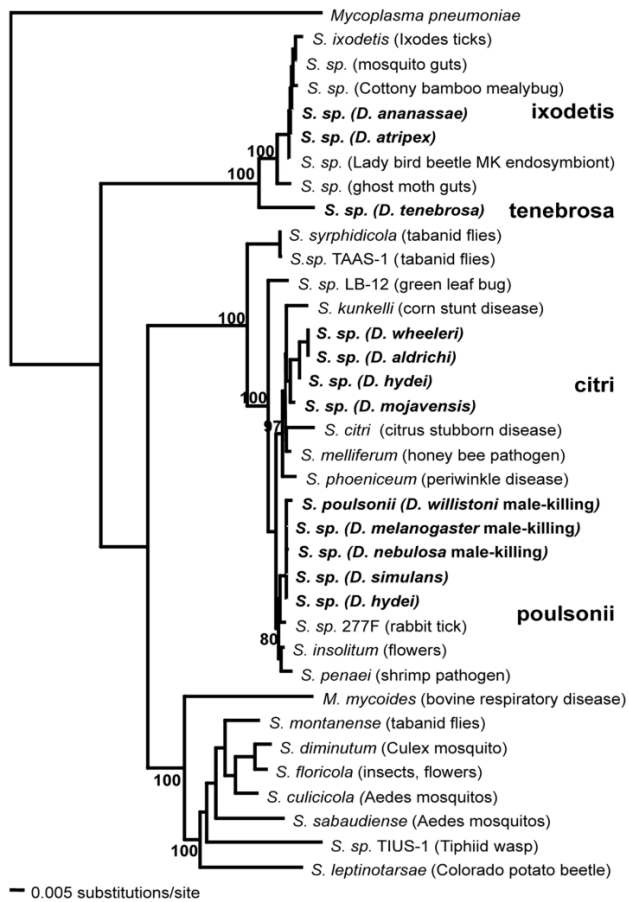 Mycoplasma pneumoniae
S. ixodetis (Ixodes ticks)
S. sp. (mosquito guts)
S. sp. (Cottony bamboo mealybug)
S. sp. (D. ananassae)
ixodetis
S. sp. (D. atripex)
100
S. sp. (Lady bird beetle MK endosymbiont)
100
S. sp. (ghost moth guts)
S. sp. (D. tenebrosa)
tenebrosa
S. syrphidicola (tabanid flies)
S.sp. TAAS-1 (tabanid flies)
S. sp. LB-12 (green leaf bug)
S. kunkelli (corn stunt disease)
100
S. sp. (D. wheeleri)
S. sp. (D. aldrichi)
S. sp. (D. hydei)
citri
100
S. sp. (D. mojavensis)
97
S. citri (citrus stubborn disease)
S. melliferum (honey bee pathogen)
S. phoeniceum (periwinkle disease)
S. poulsonii (D. willistoni male-killing)
S. sp. (D. melanogaster male-killing)
S. sp. (D. nebulosa male-killing)
S. sp. (D. simulans)
S. sp. (D. hydei)
poulsonii
S. sp. 277F (rabbit tick)
80
S. insolitum (flowers)
S. penaei (shrimp pathogen)
M. mycoides (bovine respiratory disease)
S. montanense (tabanid flies)
S. diminutum (Culex mosquito)
S. floricola (insects, flowers)
100
S. culicicola (Aedes mosquitos)
S. sabaudiense (Aedes mosquitos)
S. sp. TIUS-1 (Tiphiid wasp)
100
S. leptinotarsae (Colorado potato beetle)
0.005 substitutions/site